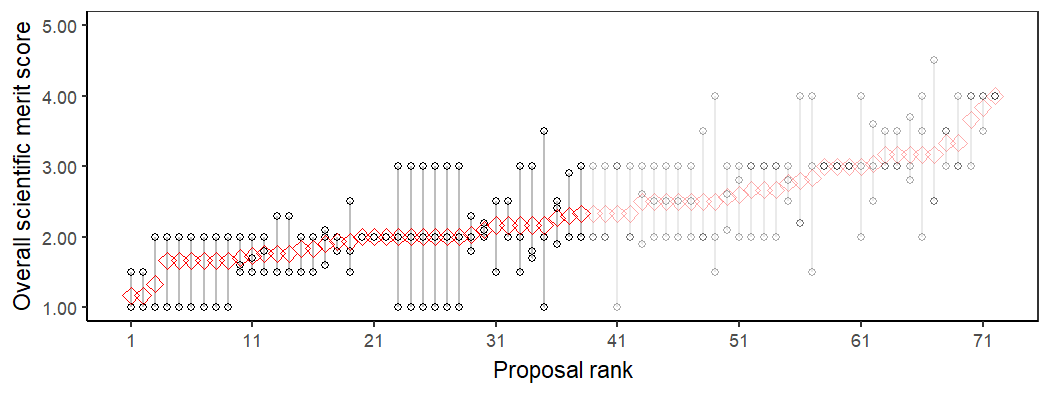 Overall scientific merit score
5.00
4.00
3.00
2.00
1.00
1 11 21 31 41 51 61 71
Proposal rank